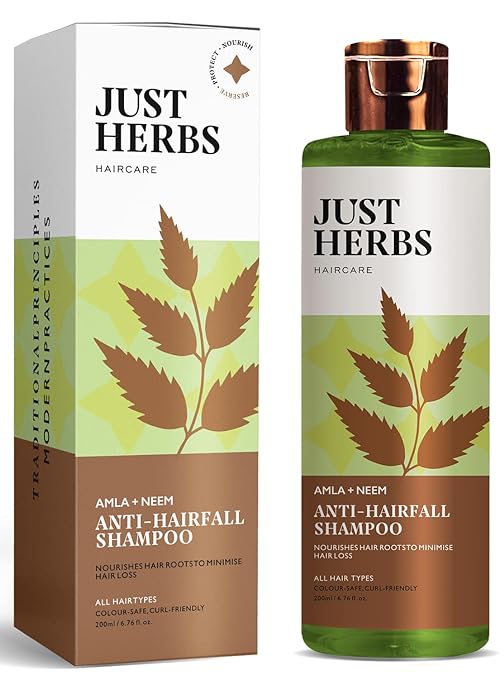 TRADITIONALPRINCIPLES
MODERNPRACTICES
PROTECT • NOURISH • RESERVE •
JUST
HERBS
HAIRCARE
AMLA + NEEM
ANTI-HAIRFALL
SHAMPOO
NOURISHES HAIR ROOTSTO MINIMISE
HAIR LOSS
ALL HAIRTYPES
COLOUR-SAFE, CURL-FRIENDLY
200ml / 6.76 fl. oz.
JUST
HERBS
HAIRCARE
AMLA + NEEM
ANTI-HAIRFALL
SHAMPOO
NOURISHES HAIR ROOTSTO MINIMISE
HAIR LOSS
ALL HAIR TYPES
COLOUR-SAFE, CURL-FRIENDLY
200ml / 6.76 fl.oz.